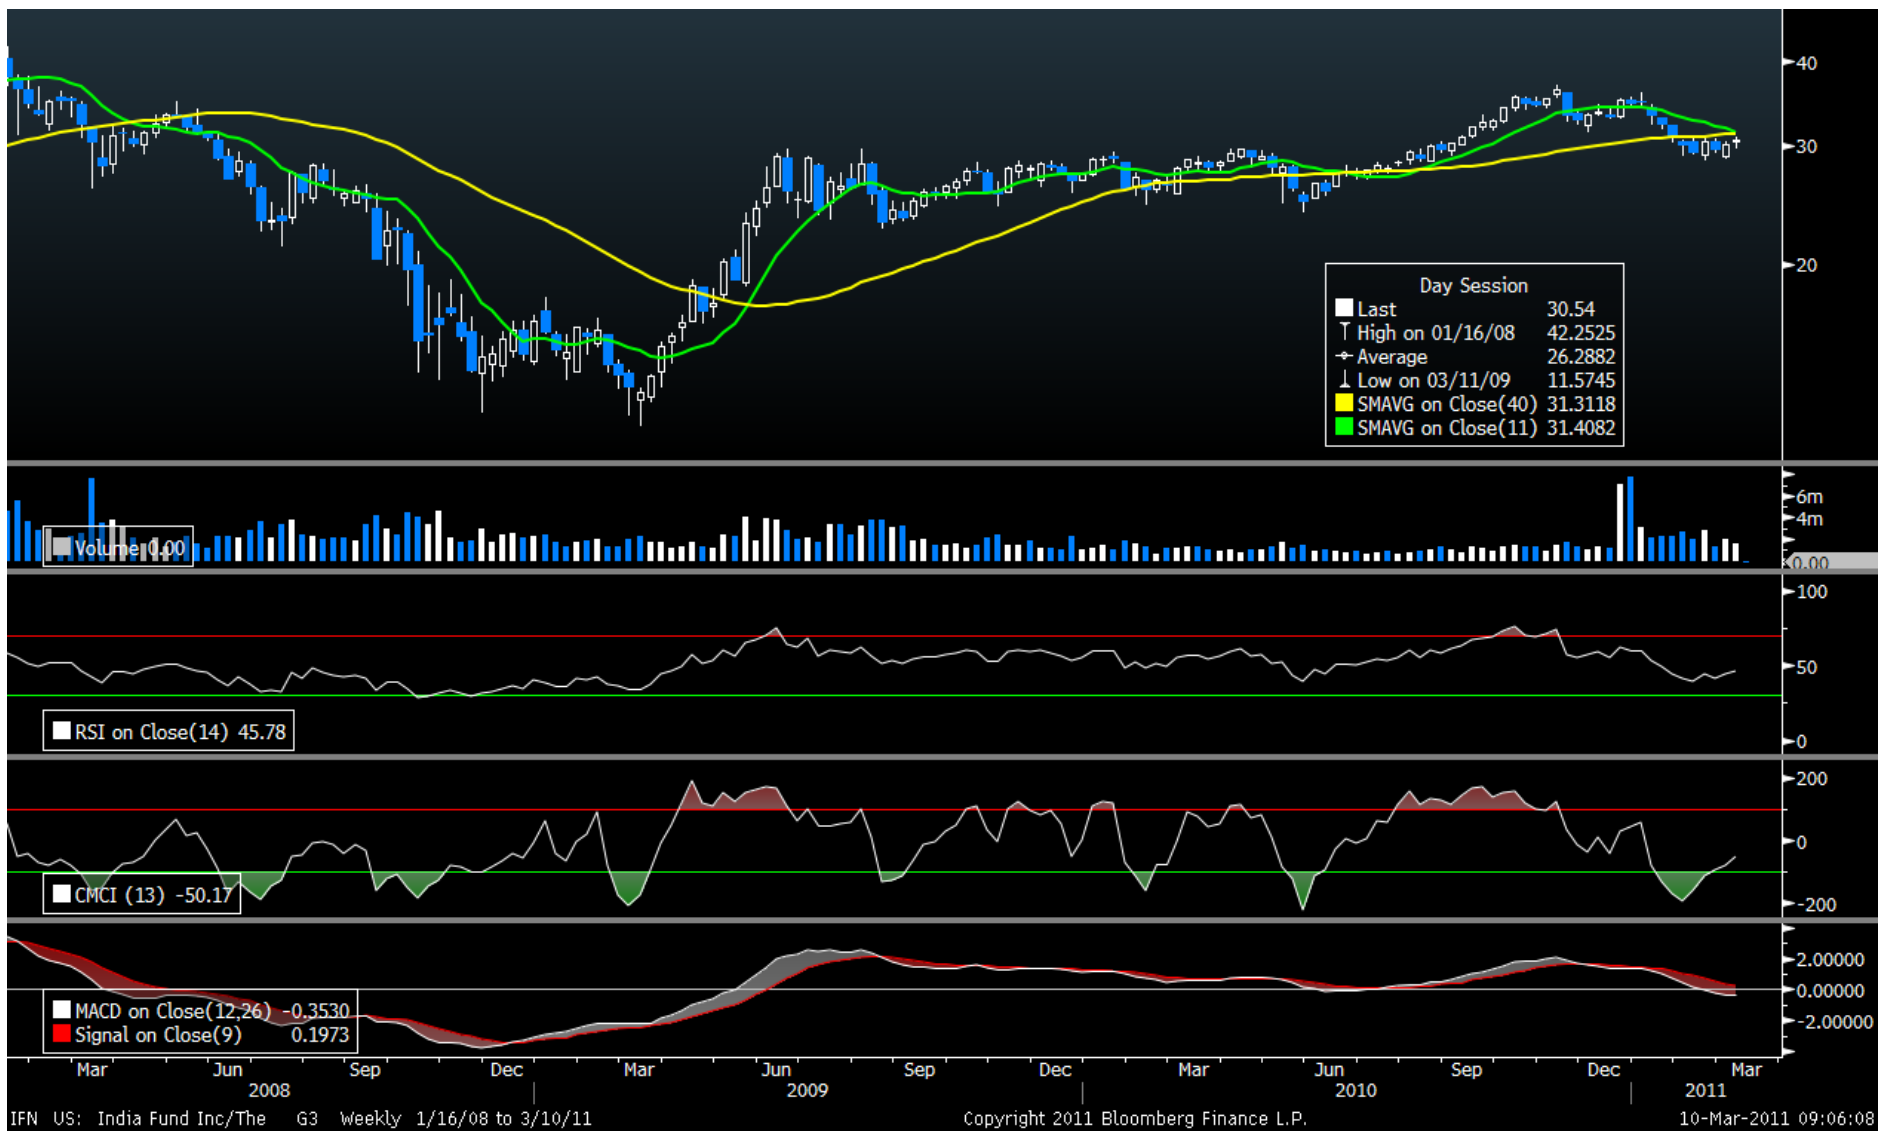 40
30
20
Day Session
Last 30.54
High on 01/16/08 42.2525
Average 26.2882
Low on 03/11/09 11.5745
SMAVG on Close(40) 31.3118
SMAVG on Close(11) 31.4082
6m
4m
Volume 0.00
0.00
100
50
RSI on Close(14) 45.78
0
200
0
CMCI (13) -50.17
-200
2.00000
0.00000
MACD on Close(12,26) -0.3530
-2.00000
Signal on Close(9) 0.1973
Mar Jun Sep Dec Mar Jun Sep Dec Mar Jun Sep Dec Mar
2008 2009 2010 2011
IFN US: India Fund Inc/The G3 Weekly 1/16/08 to 3/10/11 Copyright 2011 Bloomberg Finance L.P. 10-Mar-2011 09:06:08